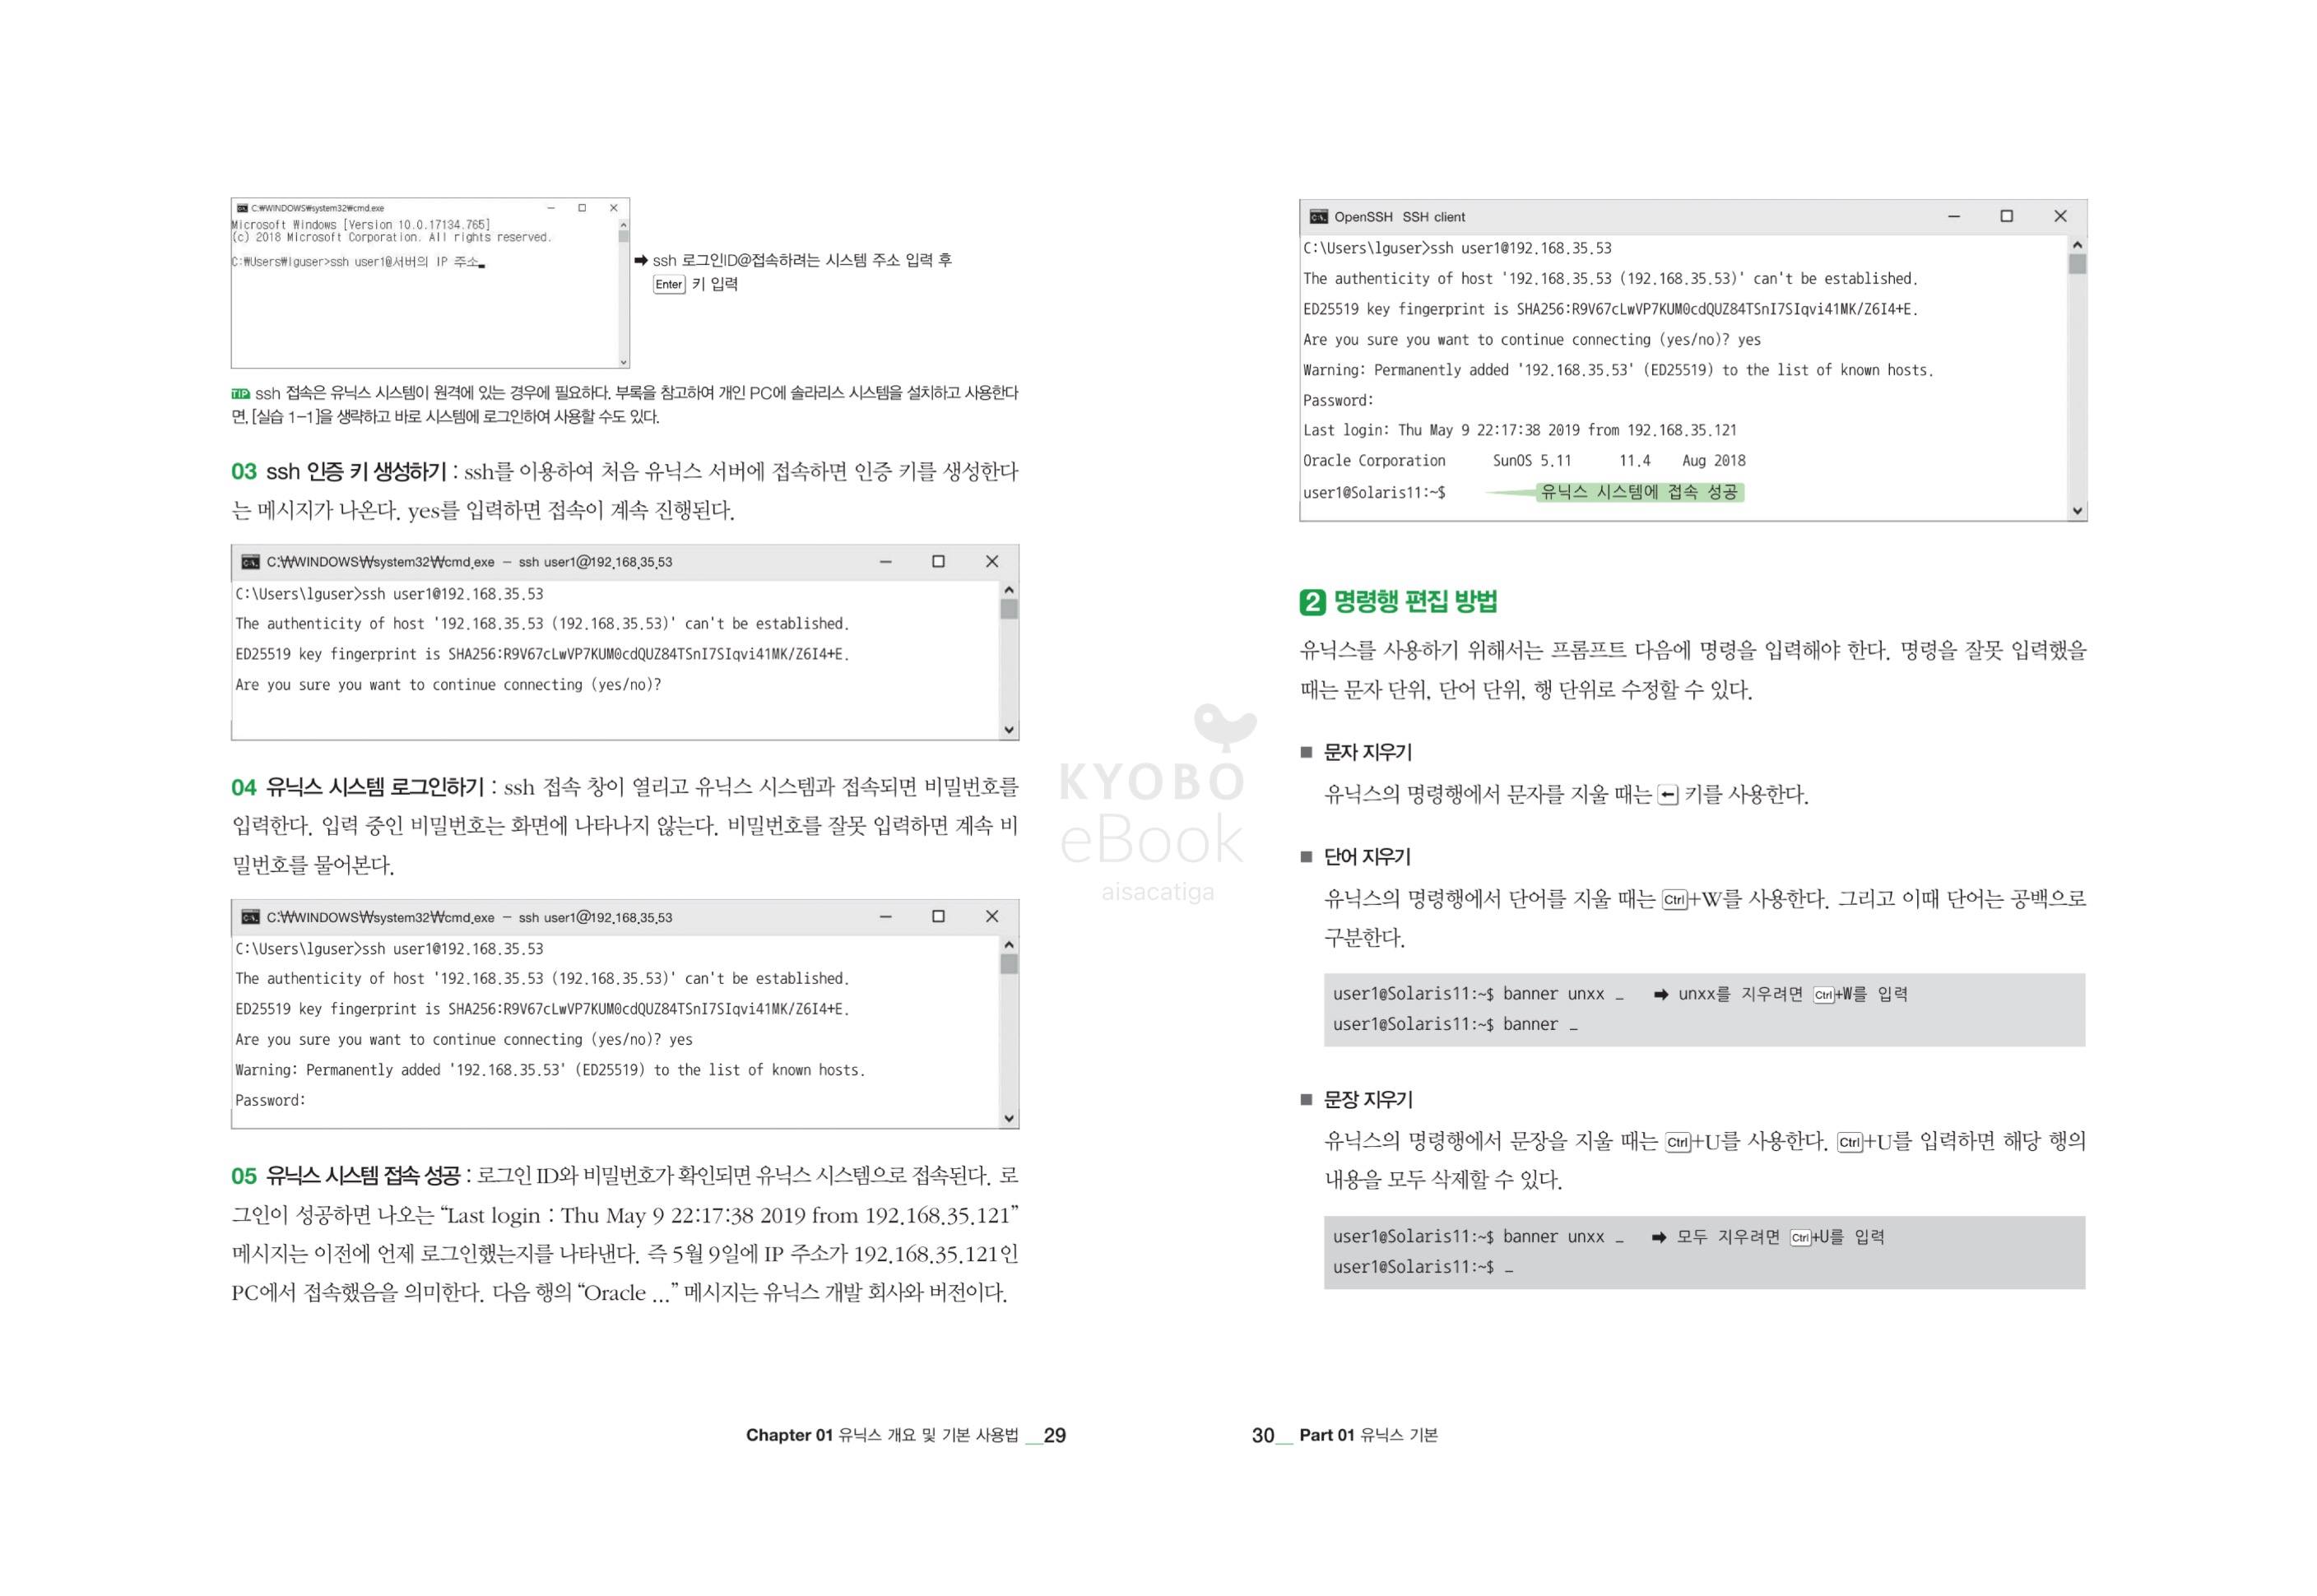 C:₩WINDOWS₩system32₩cmd.exe
Microsoft Windows [Version 10.0.17134.765]
(c) 2018 Microsoft Corporation. All rights reserved.
C:₩Users₩lguser>ssh user1@서버의 IP 주소
➡ ssh 로그인ID@접속하려는 시스템 주소 입력 후
Enter 키 입력
TIP ssh 접속은 유닉스 시스템이 원격에 있는 경우에 필요하다. 부록을 참고하여 개인 PC에 솔라리스 시스템을 설치하고 사용한다
면, [실습 1-1]을 생략하고 바로 시스템에 로그인하여 사용할 수도 있다.
03 ssh 인증 키 생성하기 : ssh를 이용하여 처음 유닉스 서버에 접속하면 인증 키를 생성한다
는 메시지가 나온다. yes를 입력하면 접속이 계속 진행된다.
C:₩WINDOWS₩system32₩cmd.exe – ssh user1@192.168.35.53
C:\Users\lguser>ssh user1@192.168.35.53
The authenticity of host '192.168.35.53 (192.168.35.53)' can't be established.
ED25519 key fingerprint is SHA256:R9V67cLwVP7KUM0cdQUZ84TSnI7SIqvi41MK/Z6I4+E.
Are you sure you want to continue connecting (yes/no)?
04 유닉스 시스템 로그인하기 : ssh 접속 창이 열리고 유닉스 시스템과 접속되면 비밀번호를
입력한다. 입력 중인 비밀번호는 화면에 나타나지 않는다. 비밀번호를 잘못 입력하면 계속 비
밀번호를 물어본다.
C:₩WINDOWS₩system32₩cmd.exe – ssh user1@192.168.35.53
C:\Users\lguser>ssh user1@192.168.35.53
The authenticity of host '192.168.35.53 (192.168.35.53)' can't be established.
ED25519 key fingerprint is SHA256:R9V67cLwVP7KUM0cdQUZ84TSnI7SIqvi41MK/Z6I4+E.
Are you sure you want to continue connecting (yes/no)? yes
Warning: Permanently added '192.168.35.53' (ED25519) to the list of known hosts.
Password:
05 유닉스 시스템 접속 성공 : 로그인 ID와 비밀번호가 확인되면 유닉스 시스템으로 접속된다. 로
그인이 성공하면 나오는 “Last login : Thu May 9 22:17:38 2019 from 192.168.35.121”
메시지는 이전에 언제 로그인했는지를 나타낸다. 즉 5월 9일에 IP 주소가 192.168.35.121인
PC에서 접속했음을 의미한다. 다음 행의 “Oracle ...” 메시지는 유닉스 개발 회사와 버전이다.
Chapter 01 유닉스 개요 및 기본 사용법 __29
KYOBO
eBook
aisacatiga
OpenSSH SSH client
C:\Users\lguser>ssh user1@192.168.35.53
The authenticity of host '192.168.35.53 (192.168.35.53)' can't be established.
ED25519 key fingerprint is SHA256:R9V67cLwVP7KUM0cdQUZ84TSnI7SIqvi41MK/Z6I4+E.
Are you sure you want to continue connecting (yes/no)? yes
Warning: Permanently added '192.168.35.53' (ED25519) to the list of known hosts.
Password:
Last login: Thu May 9 22:17:38 2019 from 192.168.35.121
Oracle Corporation SunOS 5.11 11.4 Aug 2018
user1@Solaris11:~$ 유닉스 시스템에 접속 성공
2 명령행 편집 방법
유닉스를 사용하기 위해서는 프롬프트 다음에 명령을 입력해야 한다. 명령을 잘못 입력했을
때는 문자 단위, 단어 단위, 행 단위로 수정할 수 있다.
■ 문자 지우기
유닉스의 명령행에서 문자를 지울 때는 ← 키를 사용한다.
■ 단어 지우기
유닉스의 명령행에서 단어를 지울 때는 Ctrl+W를 사용한다. 그리고 이때 단어는 공백으로
구분한다.
user1@Solaris11:~$ banner unxx _ ➡ unxx를 지우려면 Ctrl+W를 입력
user1@Solaris11:~$ banner _
■ 문장 지우기
유닉스의 명령행에서 문장을 지울 때는 Ctrl+U를 사용한다. Ctrl+U를 입력하면 해당 행의
내용을 모두 삭제할 수 있다.
user1@Solaris11:~$ banner unxx _ ➡ 모두 지우려면 Ctrl+U를 입력
user1@Solaris11:~$ _
30__ Part 01 유닉스 기본